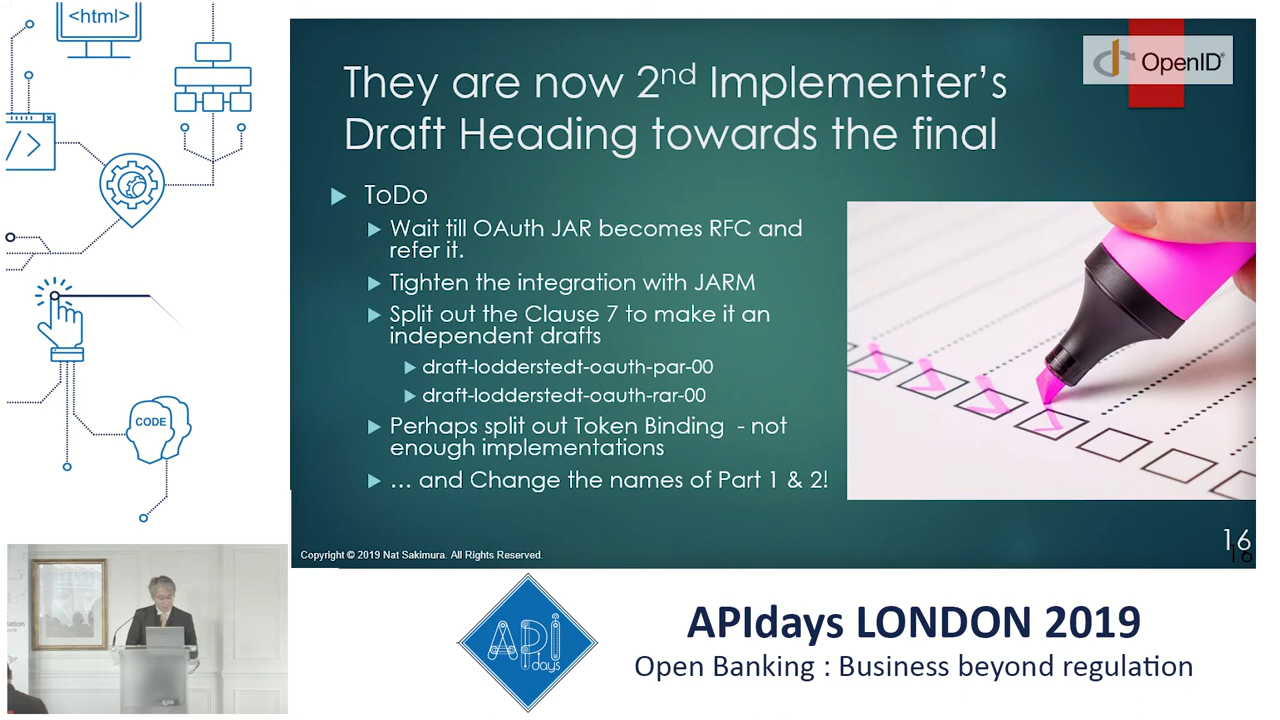 <html>
They are now 2nd Implementer's
Draft Heading towards the final
OpenID®
ToDo
Wait till OAuth JAR becomes RFC and
refer it.
Tighten the integration with JARM
Split out the Clause 7 to make it an
independent drafts
draft-lodderstedt-oauth-par-00
draft-lodderstedt-oauth-rar-00
Perhaps split out Token Binding - not
enough implementations
... and Change the names of Part 1 & 2!
16
16
Copyright © 2019 Nat Sakimura. All Rights Reserved.
/>
CODE
API
days
APIdays LONDON 2019
Open Banking : Business beyond regulation